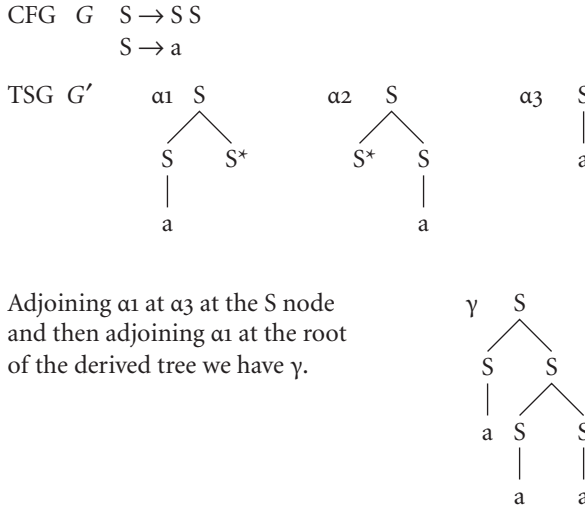 CFG G S → S S
S → a
TSG G′ α1 S α2 S α3 S
S S* S* S a
a a
Adjoining α1 at α3 at the S node γ S
and then adjoining α1 at the root
of the derived tree we have γ.
S S
a S S
a a